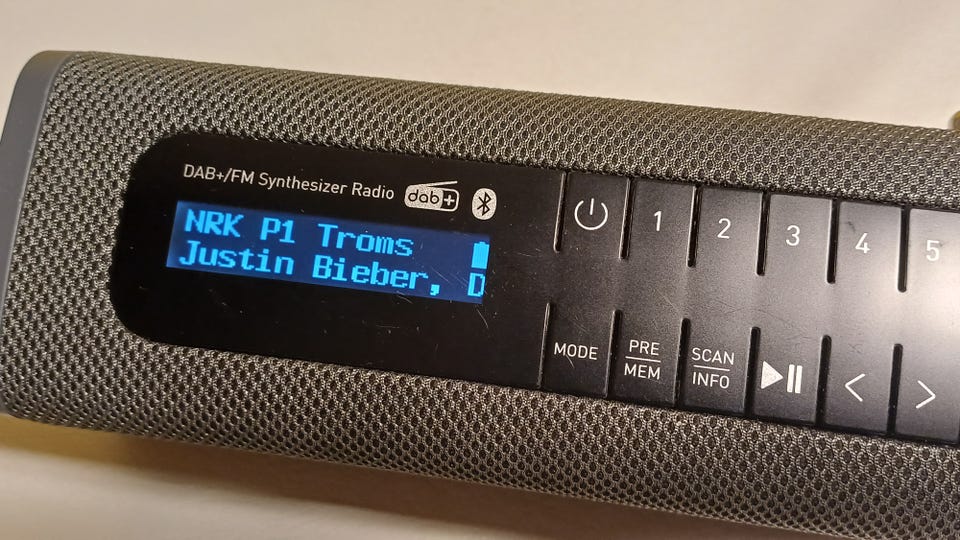 DAB+/FM Synthesizer Radio dab+
NRK P1 Troms
Justin Bieber, D
1 2 3 4 5
MODE PRE MEM SCAN INFO